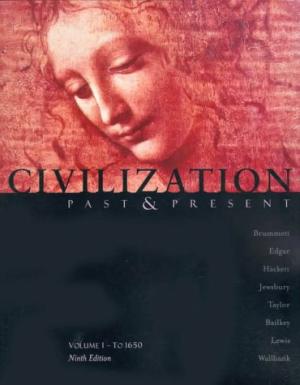 CIVILIZATION
PAST & PRESENT
Brummett
Edgar
Hackett
Jewsbury
Taylor
Bailkey
Lewis
Wallbank
VOLUME I – TO 1650
Ninth Edition